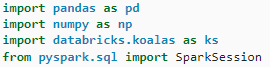 import pandas as pd
import numpy as np
import databricks.koalas as ks
from pyspark.sql import SparkSession